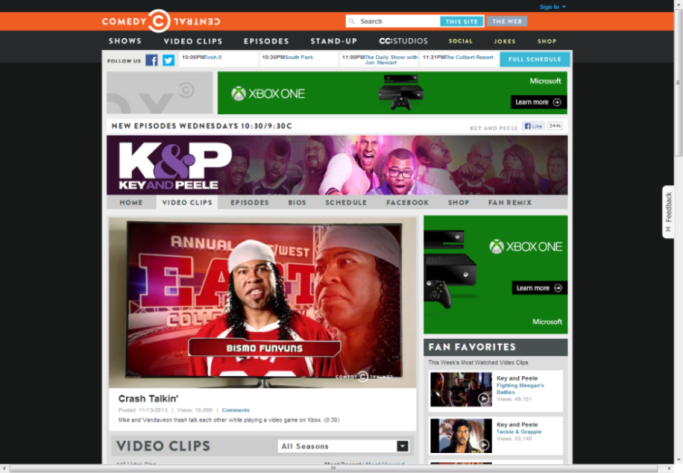 Sign In
COMEDY CENTRAL
Search
THIS SITE
THE WEB
SHOWS VIDEO CLIPS EPISODES STAND-UP CC:STUDIOS SOCIAL JOKES SHOP
FOLLOW US
10:00PM Tosh.0
10:30PM South Park
11:00PM The Daily Show with Jon Stewart
11:31PM The Colbert Report
FULL SCHEDULE
XBOX ONE
Microsoft
Learn more
NEW EPISODES WEDNESDAYS 10:30/9:30C
KEY AND PEELE
Like
244k
K&P
KEY AND PEELE
HOME VIDEO CLIPS EPISODES BIOS SCHEDULE FACEBOOK SHOP FAN REMIX
Feedback
ANNUAL EAST/WEST
EAST
COLLE
BISMO FUNYUNS
COMEDY CENTRAL
XBOX ONE
Learn more
Microsoft
Crash Talkin'
Posted: 11/13/2013 | Views: 10,095 | Comments
Mike and Vandaveon trash talk each other while playing a video game on Xbox. (0:39)
VIDEO CLIPS
All Seasons
FAN FAVORITES
This Week's Most Watched Video Clips
Key and Peele
Fighting Meegan's Battles
Views: 49,151
Key and Peele
Tackle & Grapple
Views: 33,140